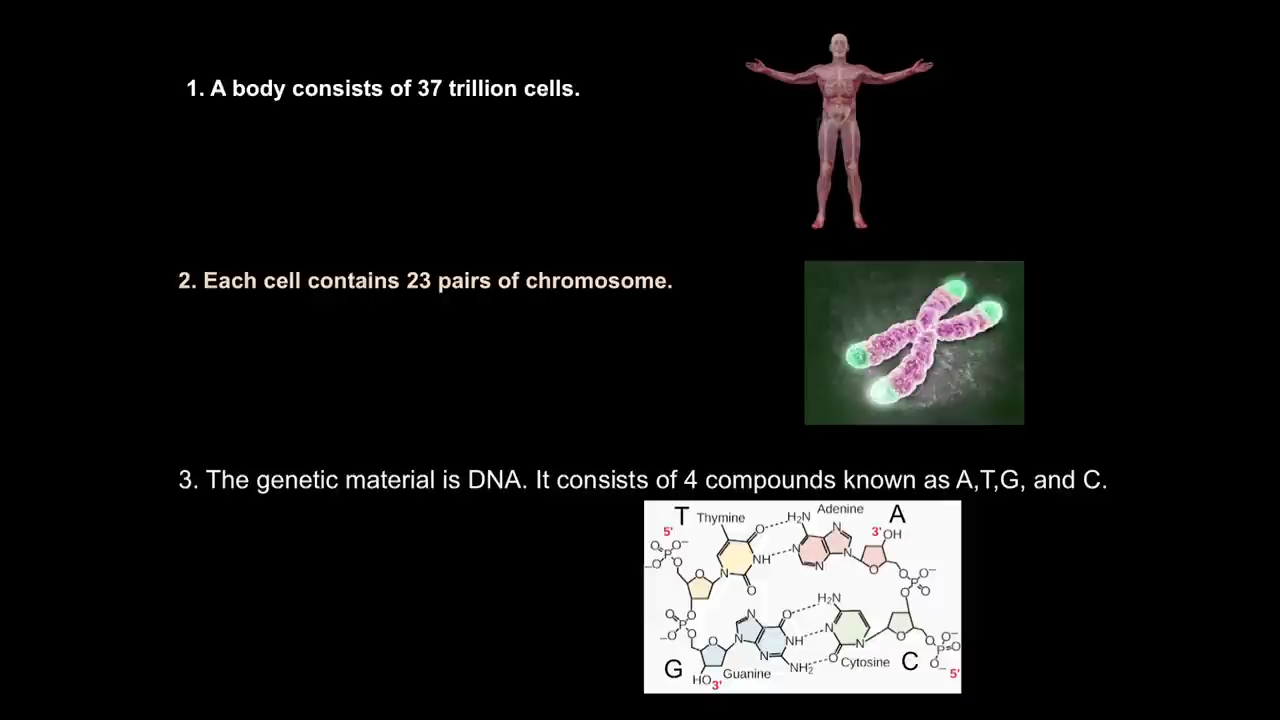 1. A body consists of 37 trillion cells.
2. Each cell contains 23 pairs of chromosome.
3. The genetic material is DNA. It consists of 4 compounds known as A,T,G, and C.
T Thymine H₂N Adenine A
5' 3' OH
O⁻ O O
O P N N
⁻O O NH N O
N N N O O⁻
O O P
O O O
H₂N O
O O N O
O P N N O O⁻
⁻O O NH N O P O
O N N N O O⁻
NH₂ O Cytosine C
G HO 3' Guanine 5'